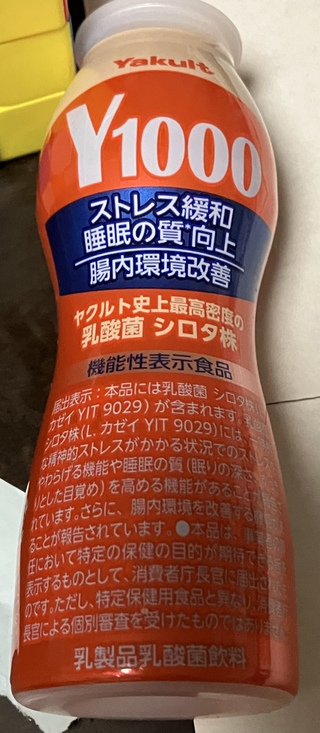 Yakult
Y1000
ストレス緩和
睡眠の質*向上
腸内環境改善
ヤクルト史上最高密度の
乳酸菌 シロタ株
機能性表示食品
届出表示：本品には乳酸菌 シロタ株(L.
カゼイ YIT 9029) が含まれます。
シロタ株(L. カゼイ YIT 9029)には、
な精神的ストレスがかかる状況での
やわらげる機能や睡眠の質 (眠りの深さ、
りとした目覚め) を高める機能があることが
れています。さらに、腸内環境を改善する
ることが報告されています。●本品は、
任において特定の保健の目的が期待できる
表示するものとして、消費者庁長官に届出
のです。ただし、特定保健用食品と異なり、
長官による個別審査を受けたものではありません
乳製品乳酸菌飲料